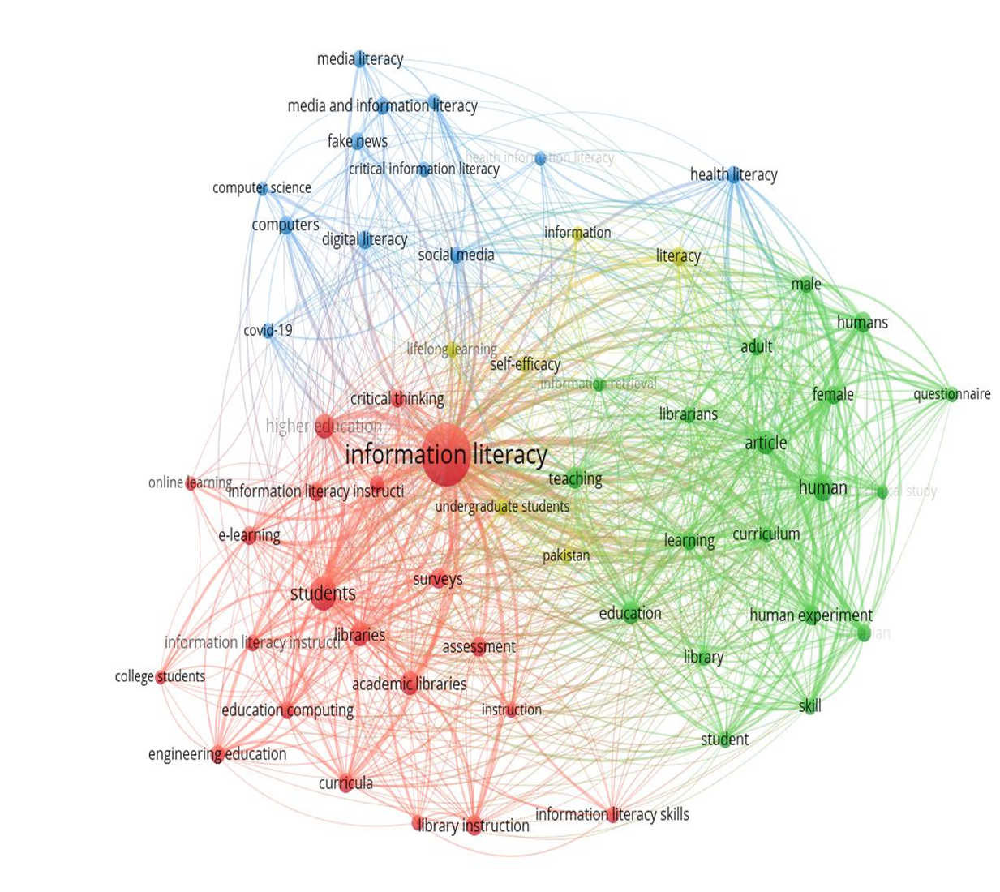 media literacy
media and information literacy
fake news
health information literacy
critical information literacy
health literacy
computer science
computers
information
digital literacy
social media
literacy
male
humans
covid-19
adult
lifelong learning
self-efficacy
information retrieval
critical thinking
female
questionnaire
librarians
higher education
article
information literacy
teaching
online learning
information literacy instructi
human
study
undergraduate students
e-learning
learning
curriculum
pakistan
surveys
students
education
human experiment
libraries
information literacy instructi
assessment
library
college students
academic libraries
education computing
instruction
skill
student
engineering education
curricula
information literacy skills
library instruction